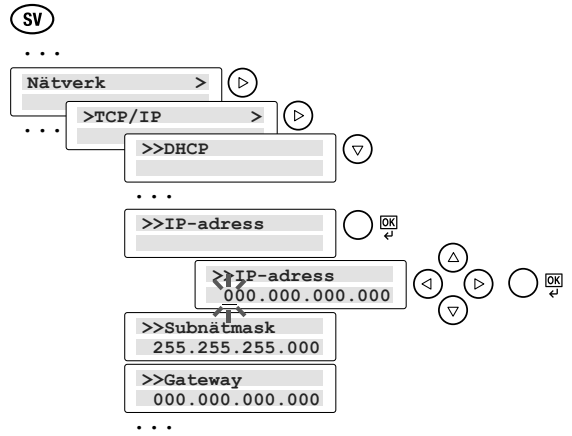 SV
. . .
Nätverk >
. . .
>TCP/IP >
>>DHCP
. . .
>>IP-adress
OK
>>IP-adress
000.000.000.000
OK
>>Subnätmask
255.255.255.000
>>Gateway
000.000.000.000
. . .